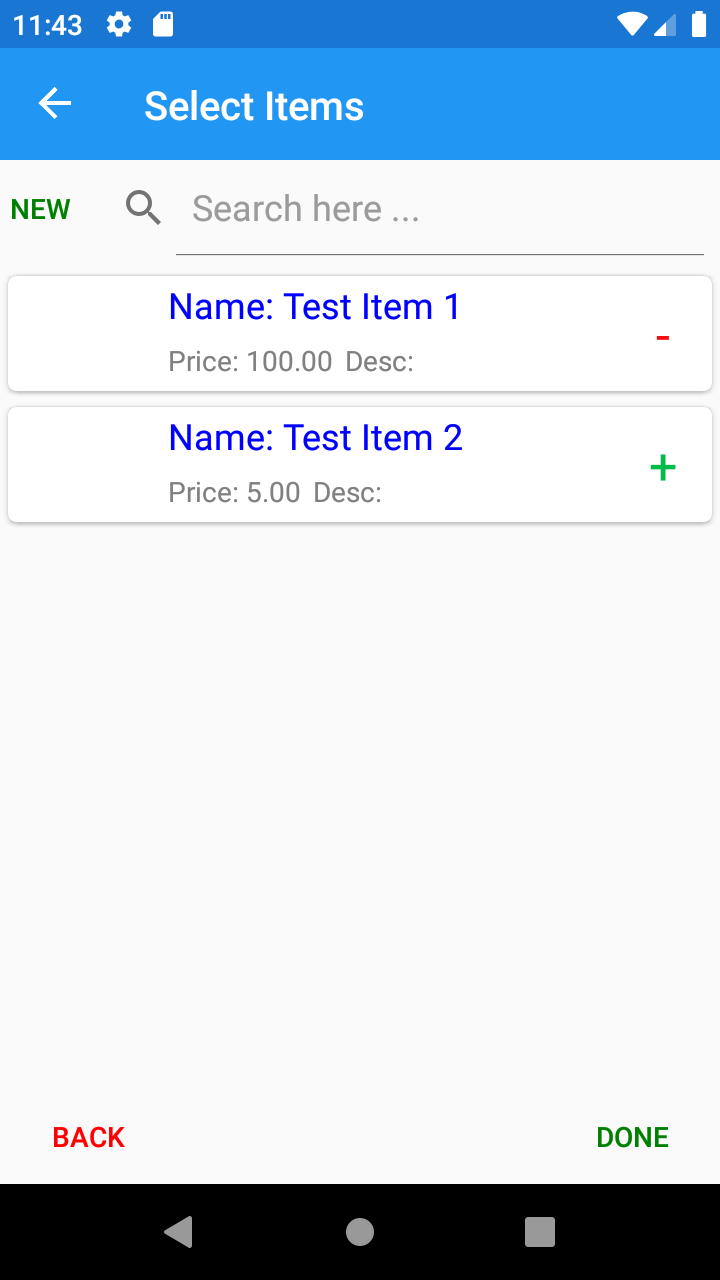 11:43
Select Items
NEW
Search here ...
Name: Test Item 1
Price: 100.00 Desc:
-
Name: Test Item 2
Price: 5.00 Desc:
+
BACK
DONE